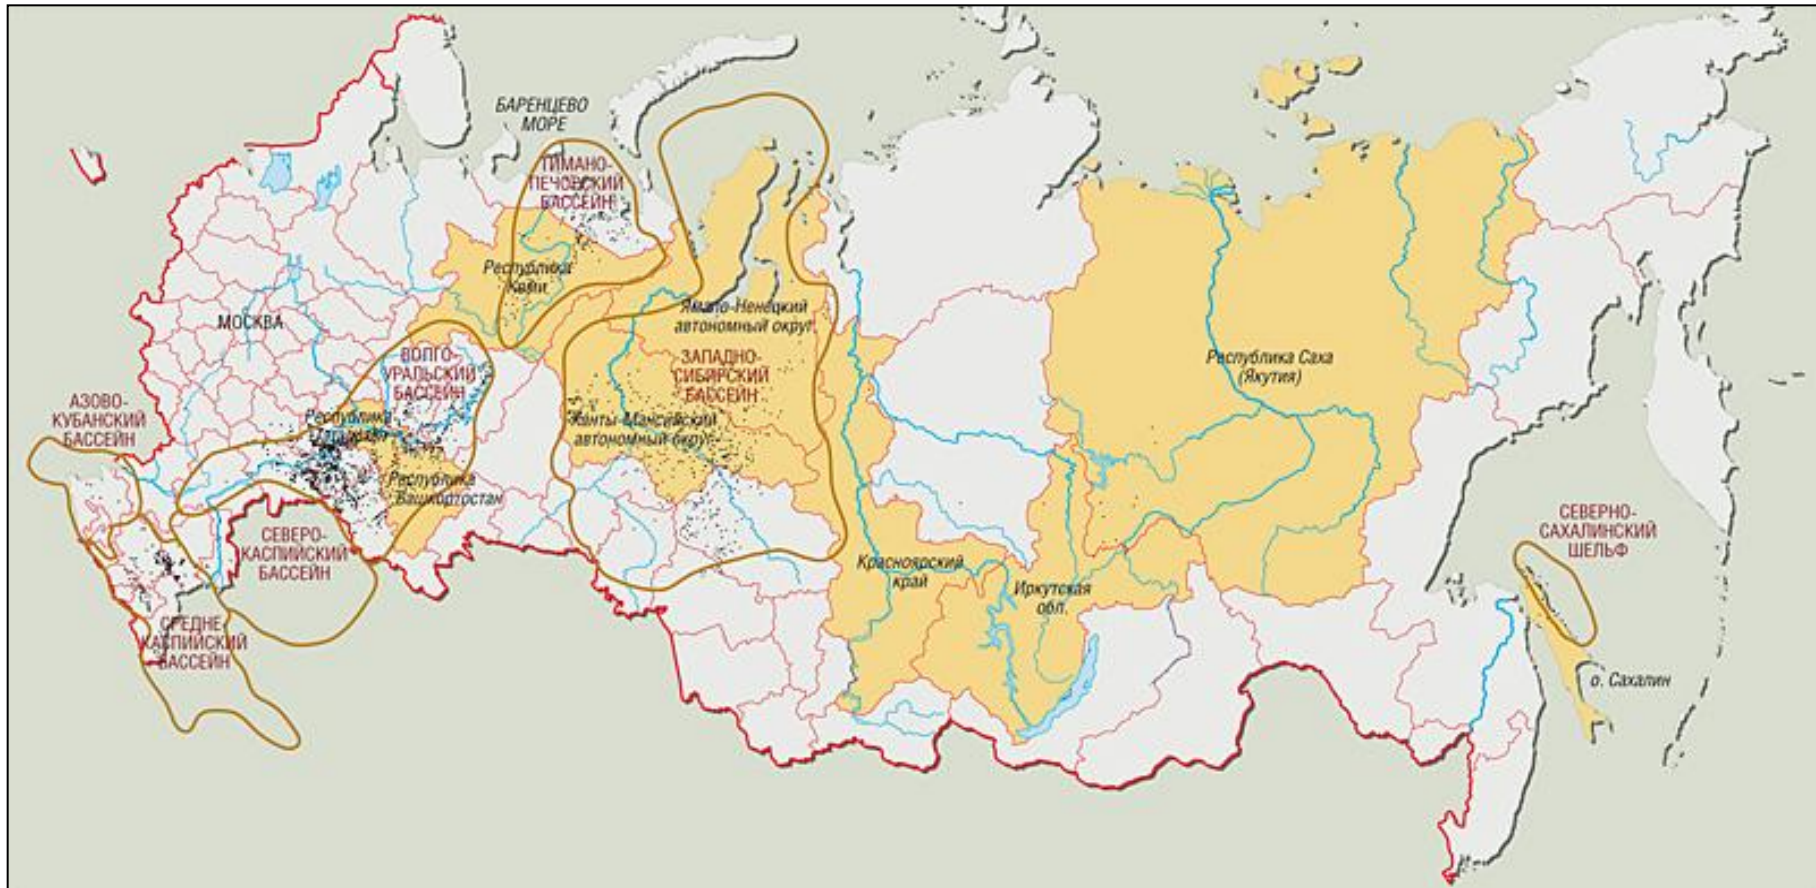 БАРЕНЦЕВО
МОРЕ
ТИМАНО-
ПЕЧОРСКИЙ
БАССЕЙН
Республика
Коми
МОСКВА
Ямало-Ненецкий
автономный округ
ВОЛГО-
УРАЛЬСКИЙ
БАССЕЙН
ЗАПАДНО-
СИБИРСКИЙ
БАССЕЙН
Республика Саха
(Якутия)
АЗОВО-
КУБАНСКИЙ
БАССЕЙН
Республика
Ханты-Мансийский
автономный округ
Республика
Башкортостан
СЕВЕРО-
КАСПИЙСКИЙ
БАССЕЙН
СЕВЕРНО-
САХАЛИНСКИЙ
ШЕЛЬФ
Красноярский
край
Иркутская
обл.
СРЕДНЕ-
КАСПИЙСКИЙ
БАССЕЙН
о. Сахалин